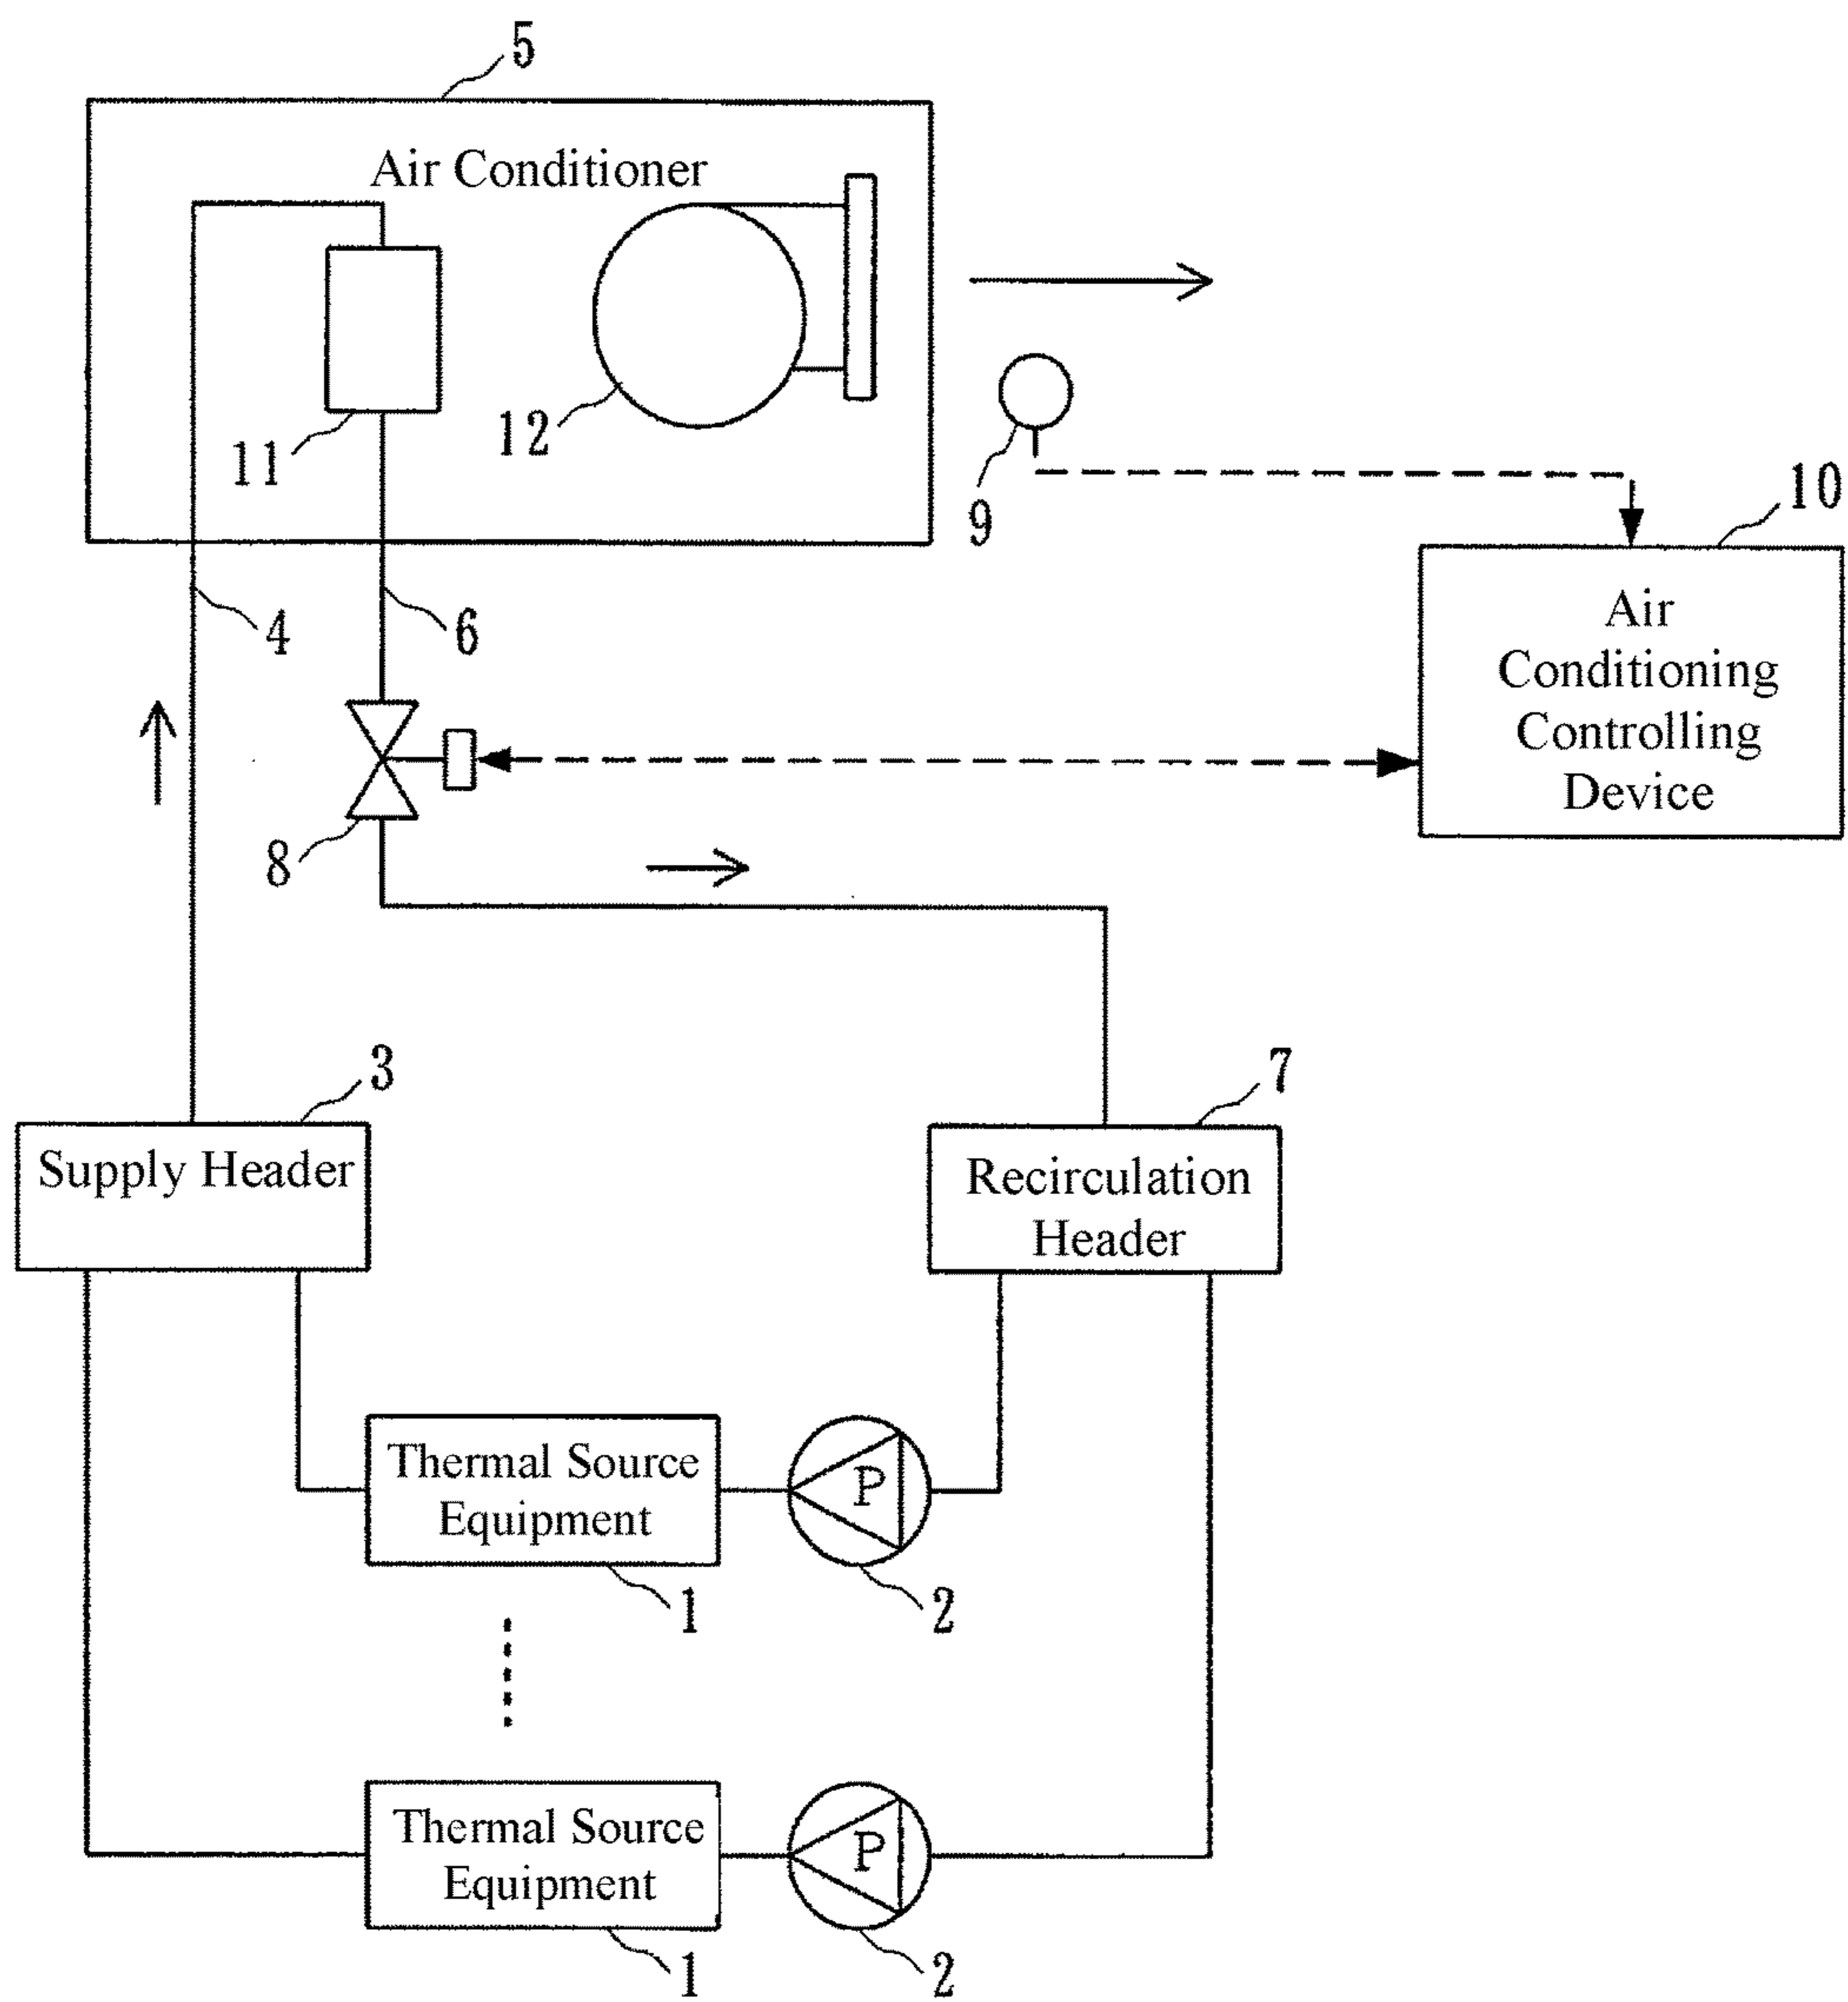 5
Air Conditioner
11
12
9
10
4
6
Air
Conditioning
Controlling
Device
8
3
7
Supply Header
Recirculation
Header
Thermal Source
Equipment
P
1
2
Thermal Source
Equipment
P
1
2